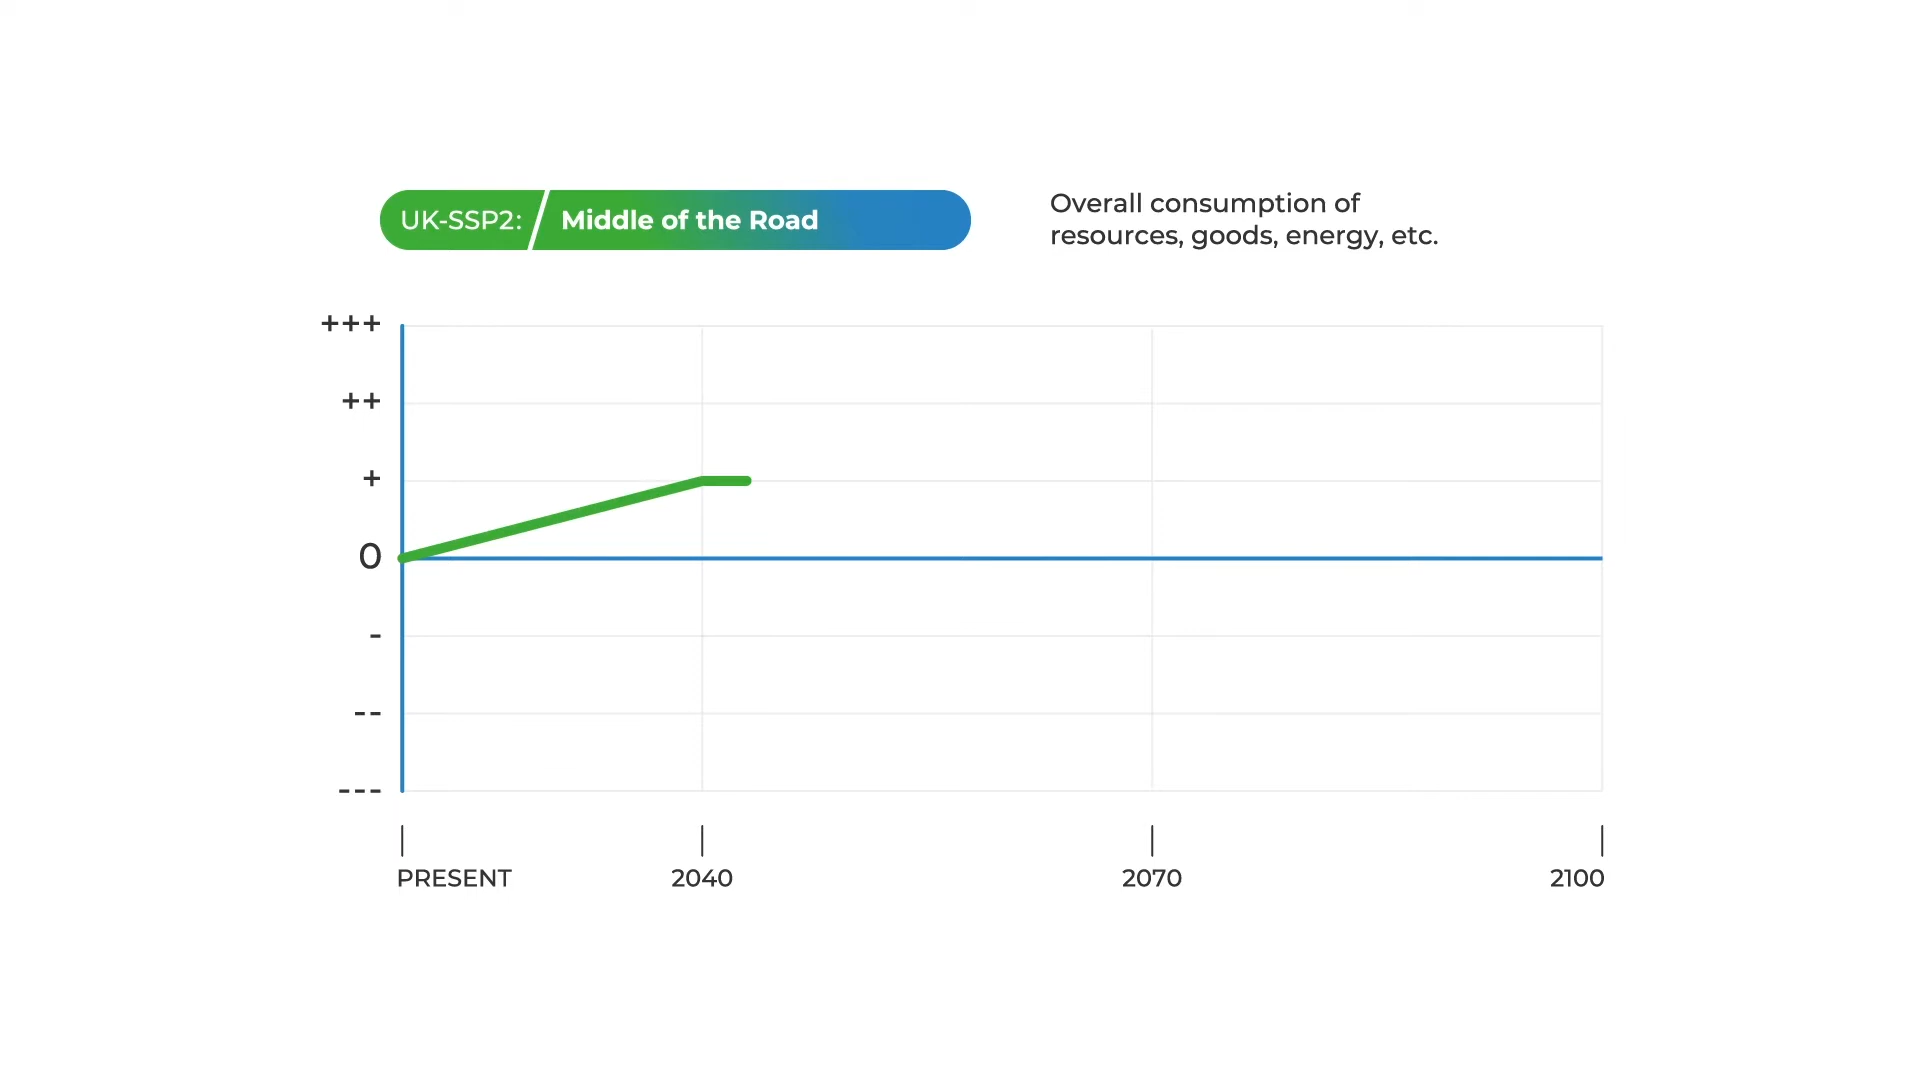 UK-SSP2: Middle of the Road
Overall consumption of
resources, goods, energy, etc.
+++
++
+
0
-
--
---
PRESENT 2040 2070 2100